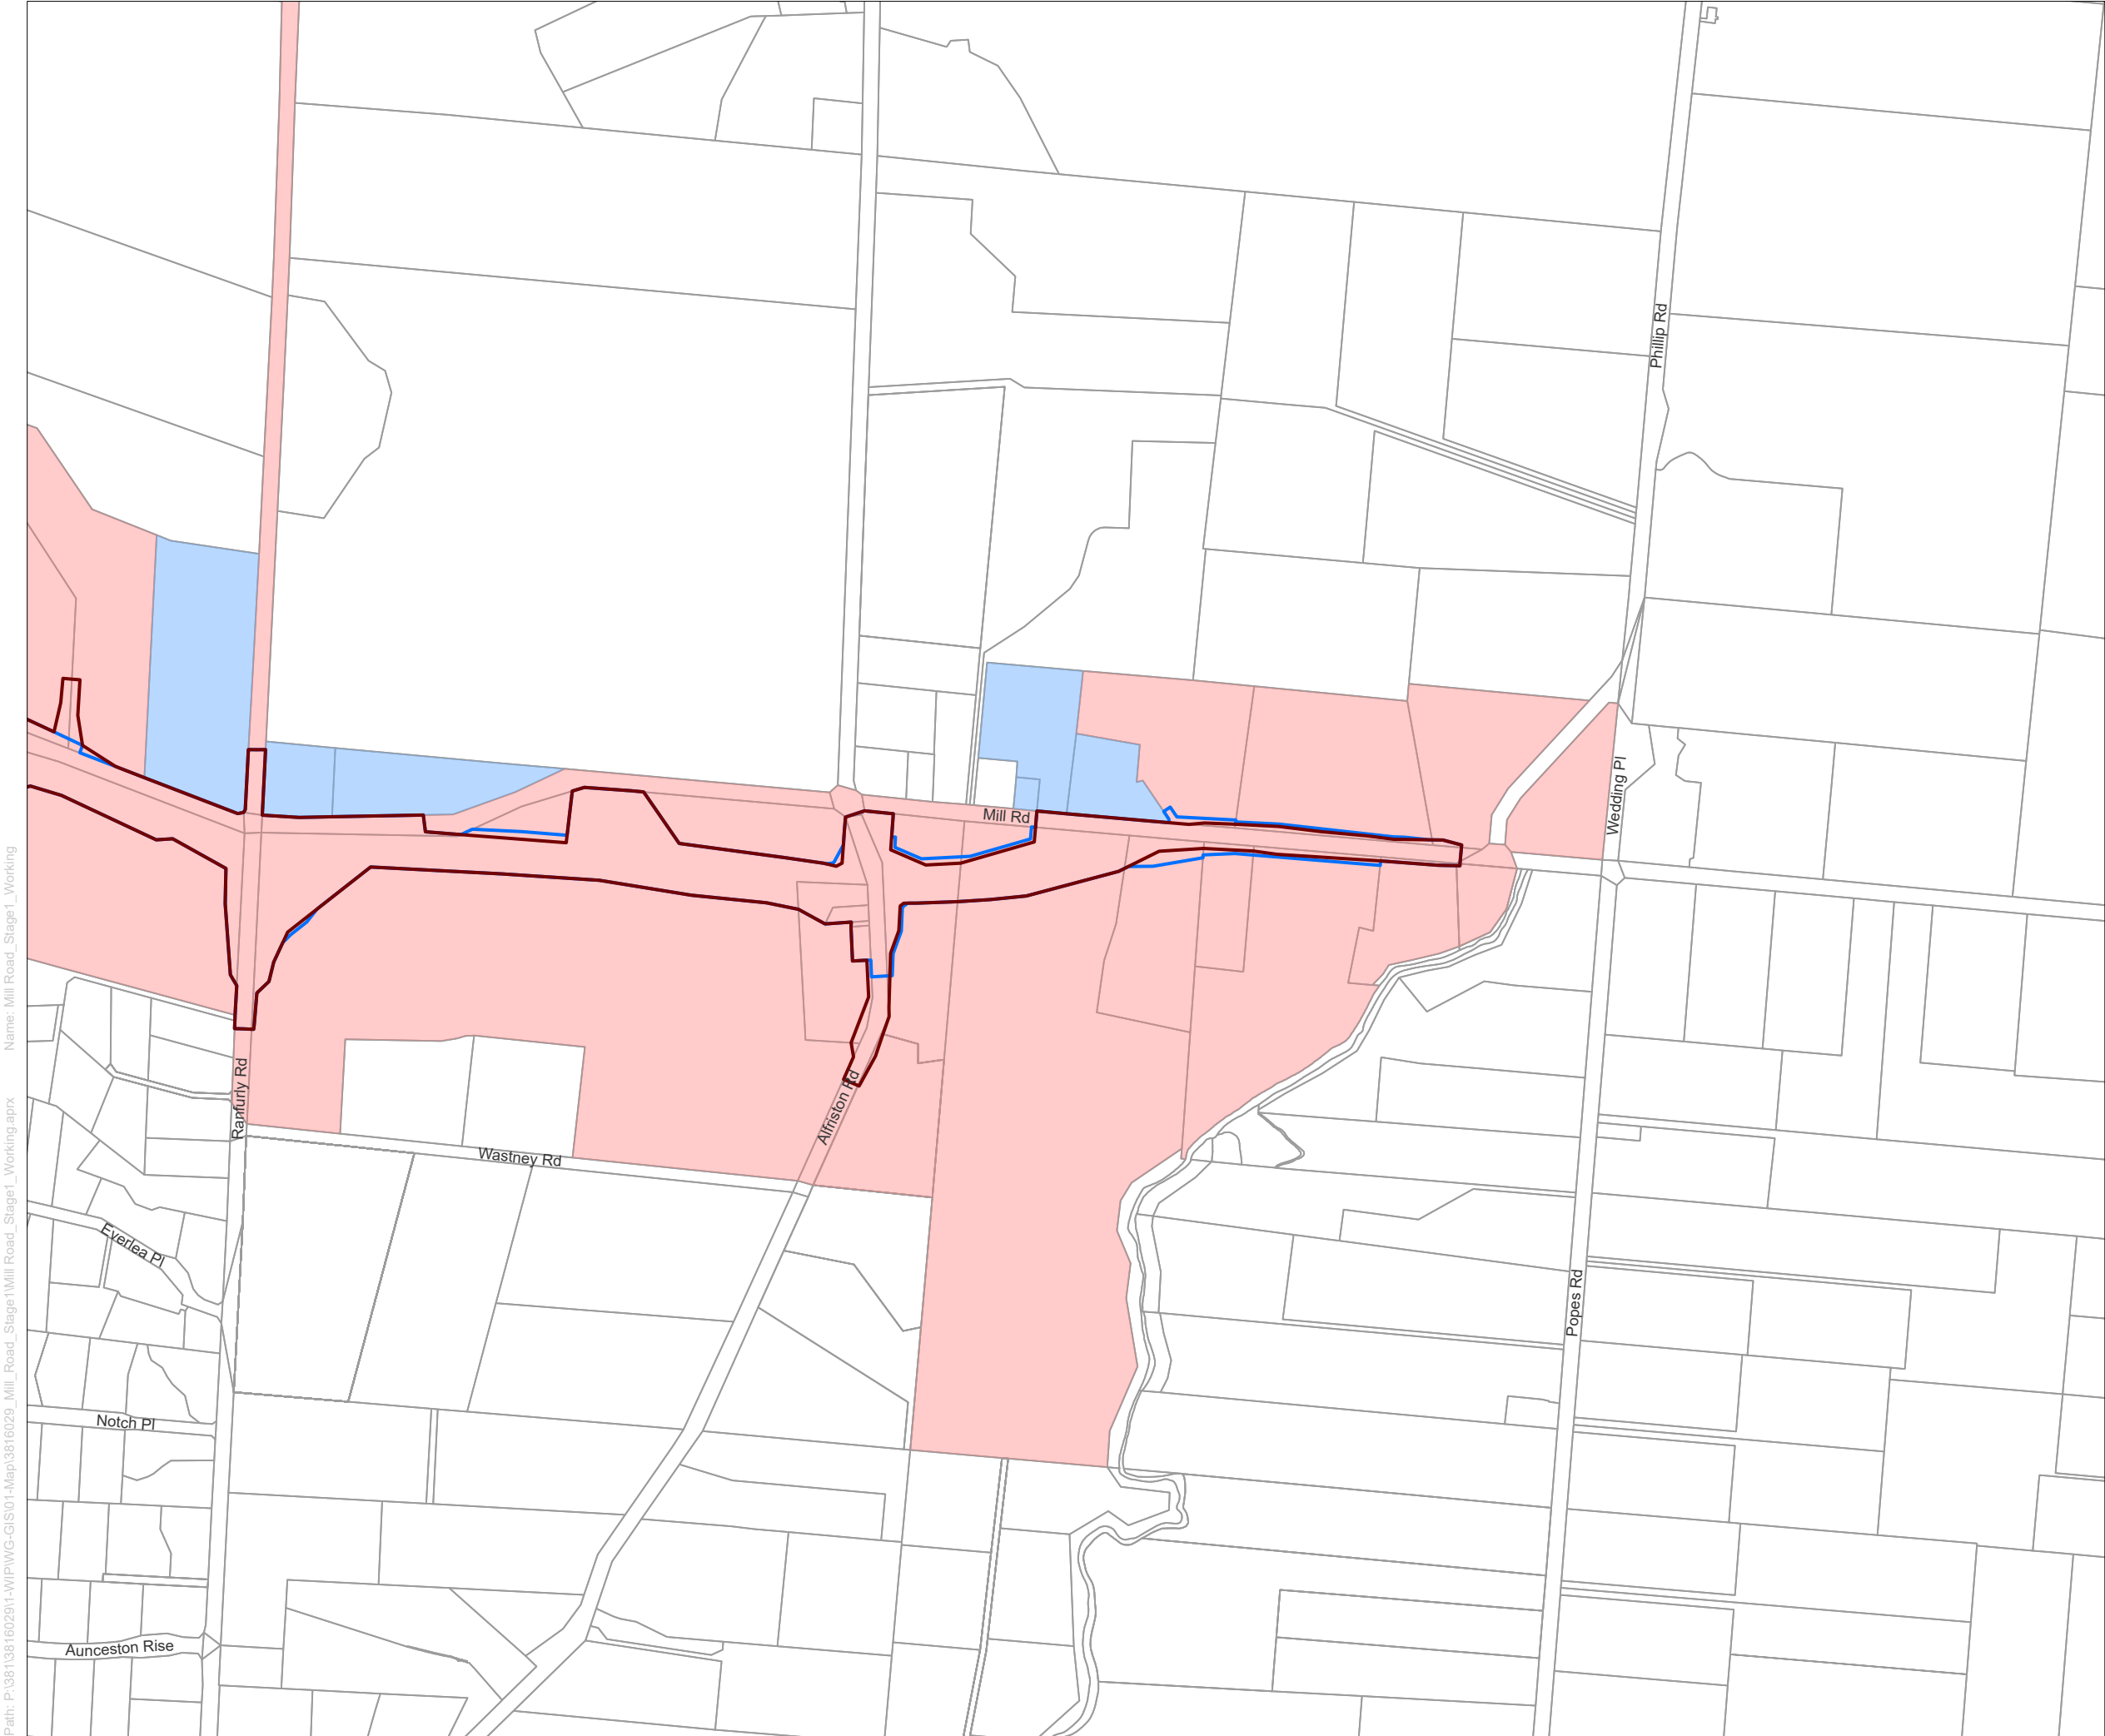 Phillip Rd
Wedding Pl
Mill Rd
Ranfurly Rd
Alfriston Rd
Wastney Rd
Everlea Pl
Popes Rd
Notch Pl
Aunceston Rise
Name: Mill Road_Stage1_Working
Path: P:\381\3816029\1-WIP\WG-GIS\01-Map\3816029_Mill_Road_Stage1\Mill Road_Stage1_Working.aprx